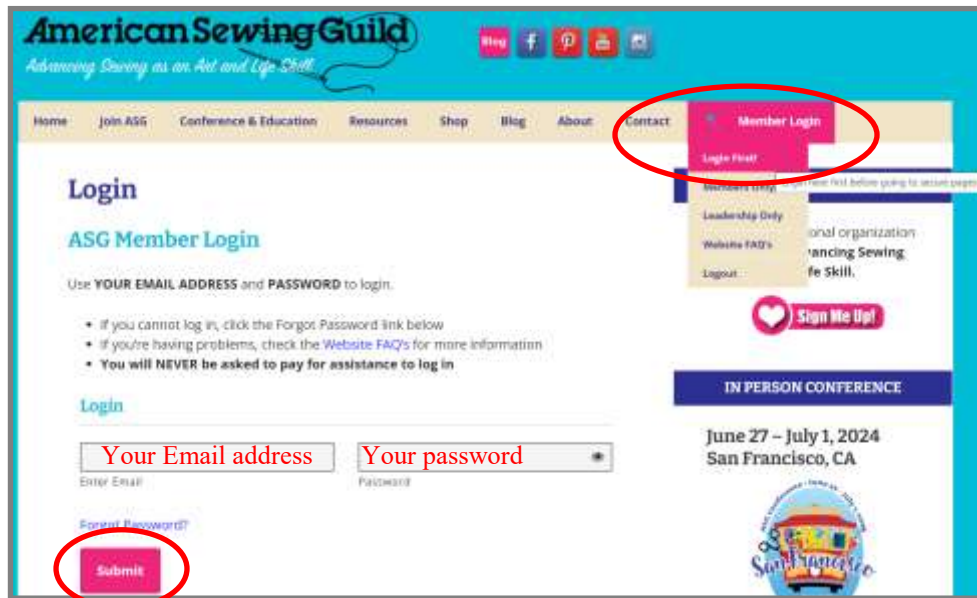 American Sewing Guild
Advancing Sewing as an Art and Life Skill
Blog
Home Join ASG Conference & Education Resources Shop Blog About Contact Member Login
Login First!
Members Only
first before going to secure pages
Leadership Only
Website FAQ's
Logout
Login
ASG Member Login
Use YOUR EMAIL ADDRESS and PASSWORD to login.
• If you cannot log in, click the Forgot Password link below
• If you're having problems, check the Website FAQ's for more information
• You will NEVER be asked to pay for assistance to log in
Login
Your Email address
Enter Email
Your password
Password
Forgot Password?
Submit
onal organization
ancing Sewing
fe Skill.
Sign Me Up!
IN PERSON CONFERENCE
June 27 – July 1, 2024
San Francisco, CA
San Francisco